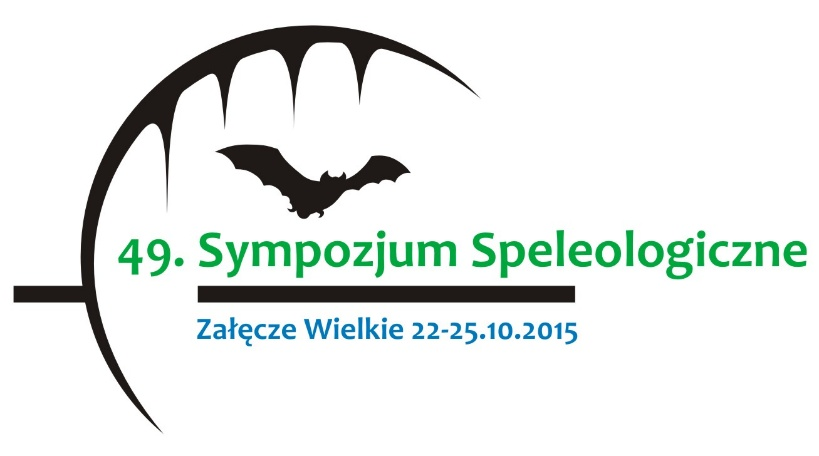 49. Sympozjum Speleologiczne
Załęcze Wielkie 22-25.10.2015